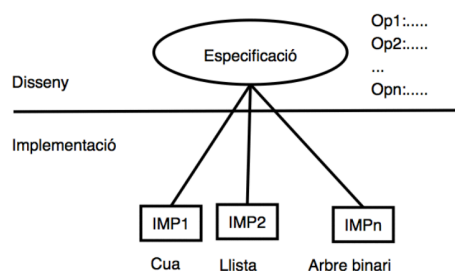 Especificació
Op1:.....
Op2:.....
...
Opn:.....
Disseny
Implementació
IMP1
IMP2
IMPn
Cua
Llista
Arbre binari